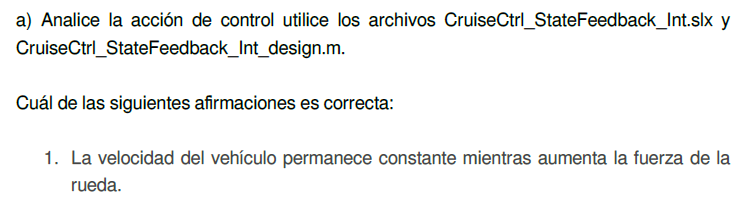 a) Analice la acción de control utilice los archivos CruiseCtrl_StateFeedback_Int.slx y
CruiseCtrl_StateFeedback_Int_design.m.
Cuál de las siguientes afirmaciones es correcta:
1. La velocidad del vehículo permanece constante mientras aumenta la fuerza de la
rueda.